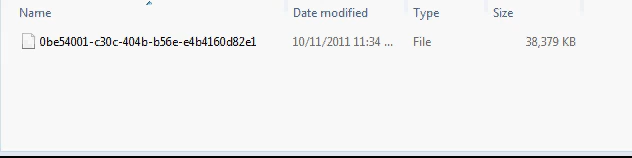 Name Date modified Type Size
0be54001-c30c-404b-b56e-e4b4160d82e1 10/11/2011 11:34 ... File 38,379 KB